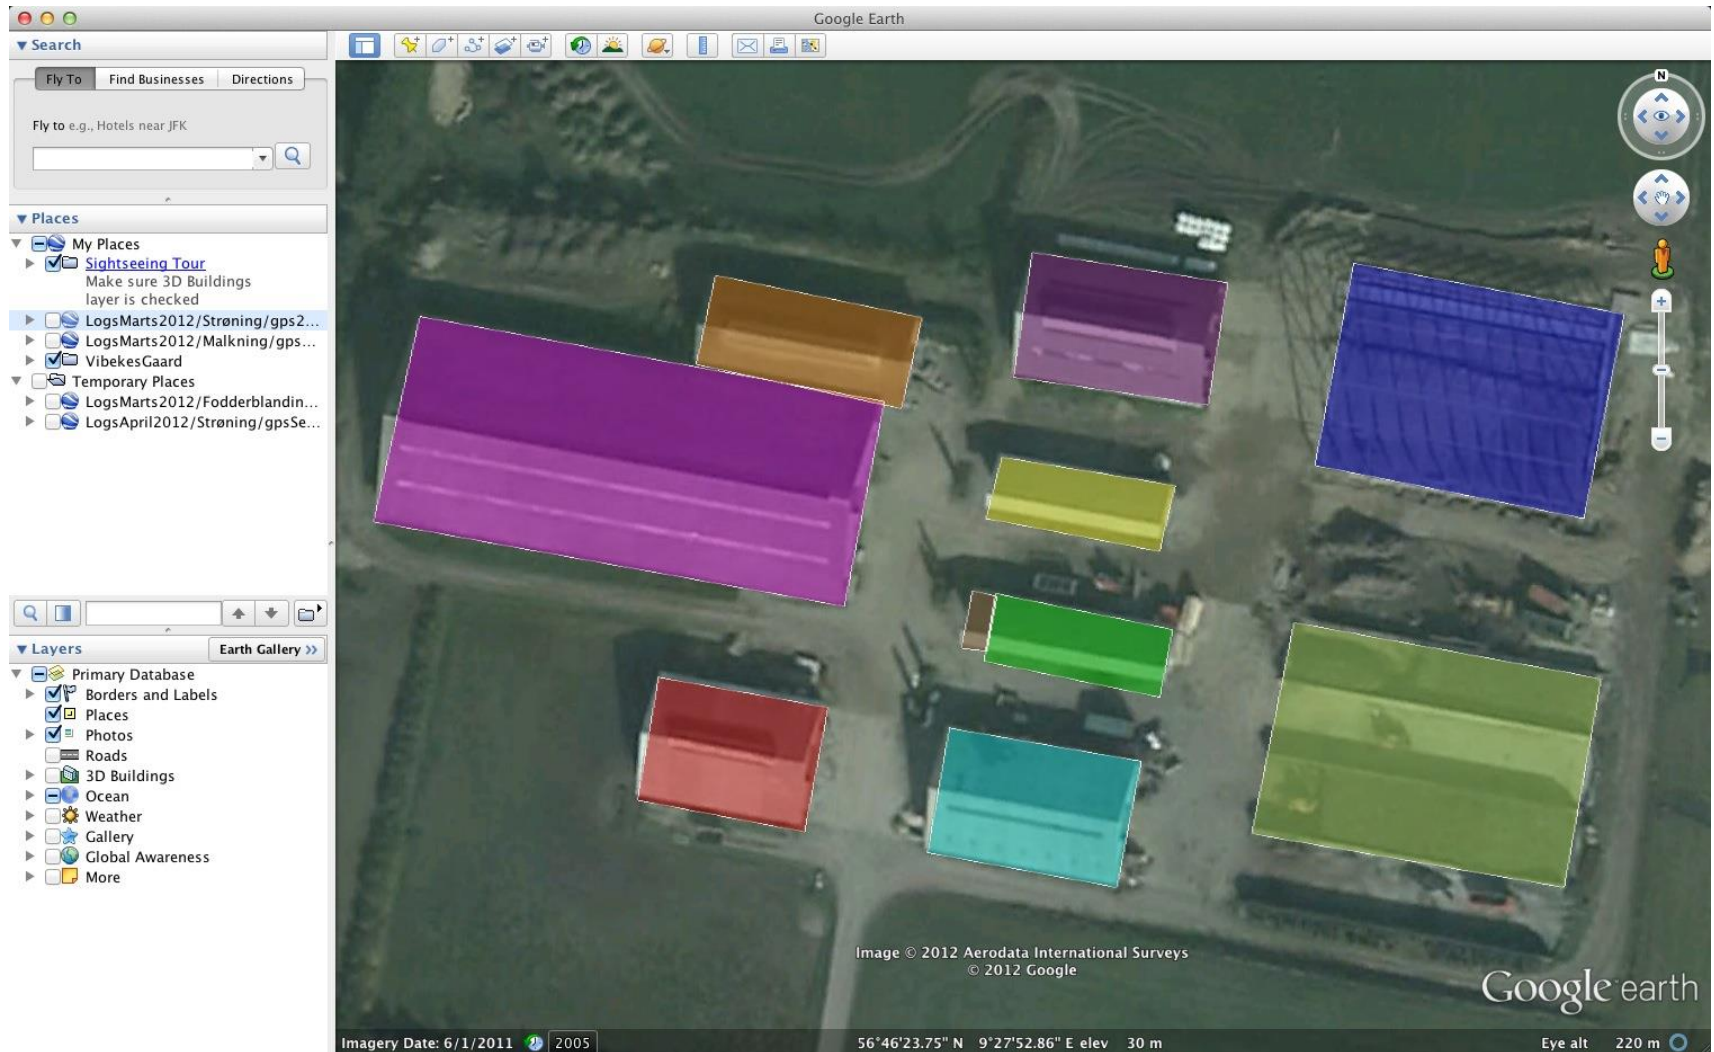 Google Earth
Search
Fly To
Find Businesses
Directions
Fly to e.g., Hotels near JFK
Places
My Places
Sightseeing Tour
Make sure 3D Buildings
layer is checked
LogsMarts2012/Strøning/gps2...
LogsMarts2012/Malkning/gps...
VibekesGaard
Temporary Places
LogsMarts2012/Fodderblandin...
LogsApril2012/Strøning/gpsSe...
Layers
Earth Gallery >>
Primary Database
Borders and Labels
Places
Photos
Roads
3D Buildings
Ocean
Weather
Gallery
Global Awareness
More
N
Image © 2012 Aerodata International Surveys
© 2012 Google
Google earth
Imagery Date: 6/1/2011 2005 56°46'23.75" N 9°27'52.86" E elev 30 m Eye alt 220 m